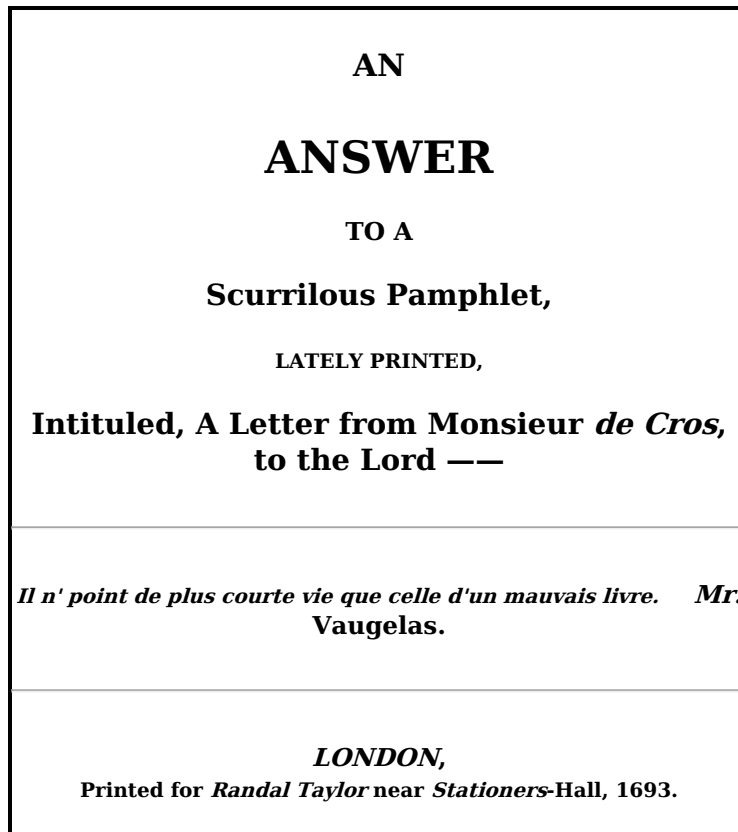 AN
ANSWER
TO A
Scurrilous Pamphlet,
LATELY PRINTED,
Intituled, A Letter from Monsieur de Cros,
to the Lord ——
Il n' point de plus courte vie que celle d'un mauvais livre. Mr.
Vaugelas.
LONDON,
Printed for Randal Taylor near Stationers-Hall, 1693.